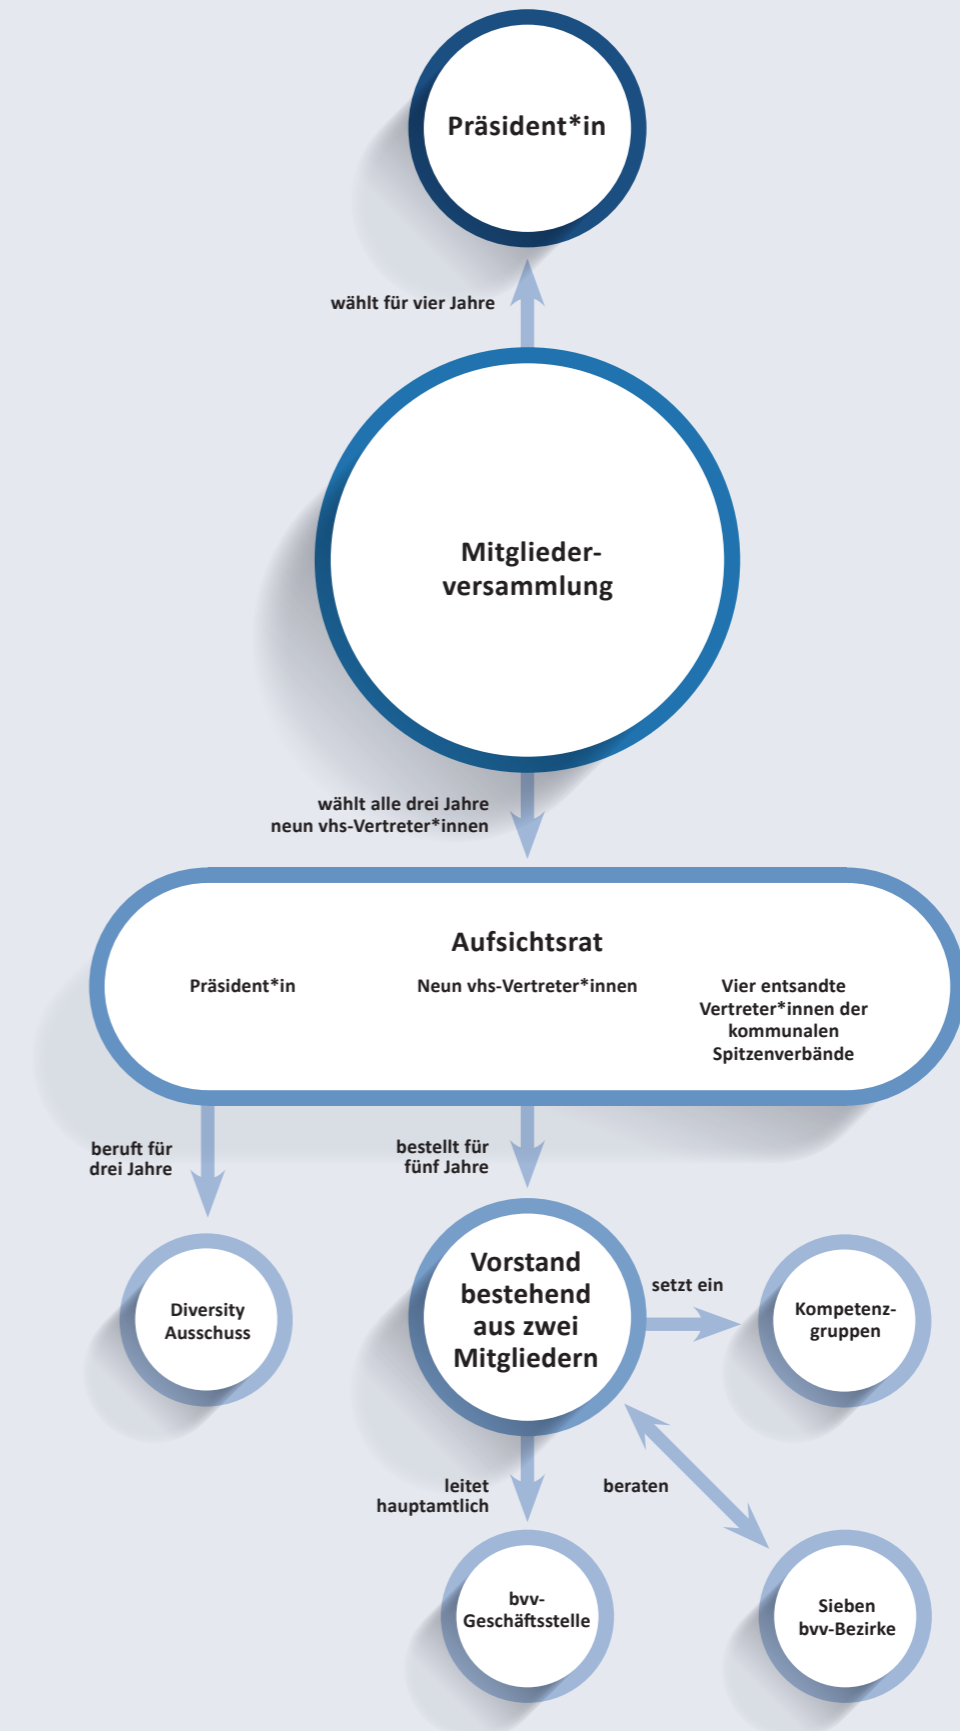 Präsident*in
wählt für vier Jahre
Mitglieder-
versammlung
wählt alle drei Jahre
neun vhs-Vertreter*innen
Aufsichtsrat
Präsident*in
Neun vhs-Vertreter*innen
Vier entsandte
Vertreter*innen der
kommunalen
Spitzenverbände
beruft für
drei Jahre
bestellt für
fünf Jahre
Diversity
Ausschuss
Vorstand
bestehend
aus zwei
Mitgliedern
setzt ein
Kompetenz-
gruppen
leitet
hauptamtlich
beraten
bvv-
Geschäftsstelle
Sieben
bvv-Bezirke